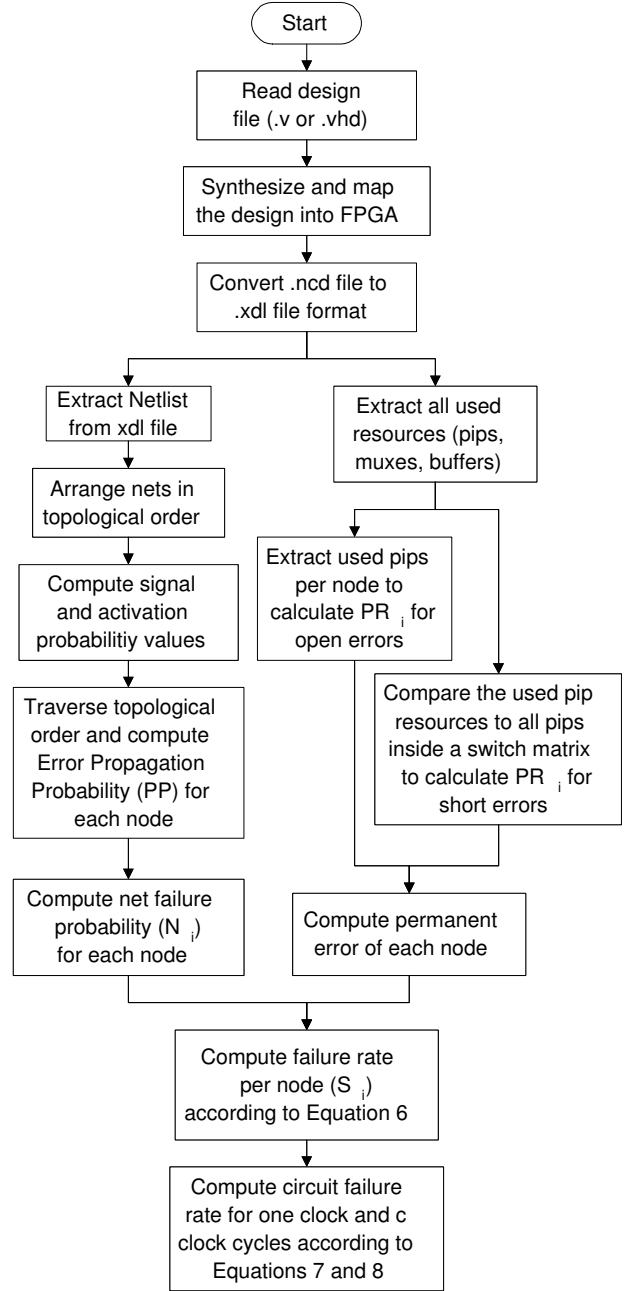 Start
Read design
file (.v or .vhd)
Synthesize and map
the design into FPGA
Convert .ncd file to
.xdl file format
Extract Netlist
from xdl file
Arrange nets in
topological order
Compute signal
and activation
probabilitiy values
Traverse topological
order and compute
Error Propagation
Probability (PP) for
each node
Compute net failure
probability (N i)
for each node
Extract all used
resources (pips,
muxes, buffers)
Extract used pips
per node to
calculate PR i for
open errors
Compare the used pip
resources to all pips
inside a switch matrix
to calculate PR i for
short errors
Compute permanent
error of each node
Compute failure rate
per node (S i)
according to Equation 6
Compute circuit failure
rate for one clock and c
clock cycles according to
Equations 7 and 8